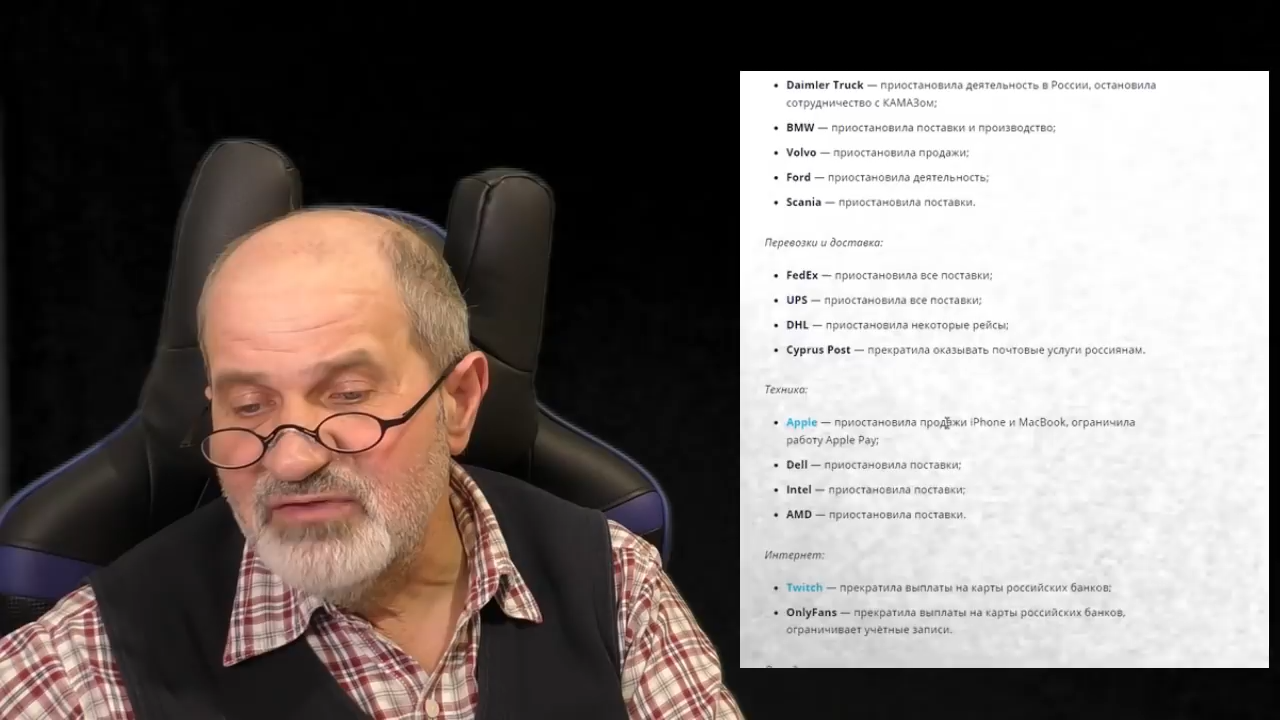 • Daimler Truck — приостановила деятельность в России, остановила
сотрудничество с КАМАЗом;
• BMW — приостановила поставки и производство;
• Volvo — приостановила продажи;
• Ford — приостановила деятельность;
• Scania — приостановила поставки.
Перевозки и доставка:
• FedEx — приостановила все поставки;
• UPS — приостановила все поставки;
• DHL — приостановила некоторые рейсы;
• Cyprus Post — прекратила оказывать почтовые услуги россиянам.
Техника:
• Apple — приостановила продажи iPhone и MacBook, ограничила
работу Apple Pay;
• Dell — приостановила поставки;
• Intel — приостановила поставки;
• AMD — приостановила поставки.
Интернет:
• Twitch — прекратила выплаты на карты российских банков;
• OnlyFans — прекратила выплаты на карты российских банков,
ограничивает учётные записи.